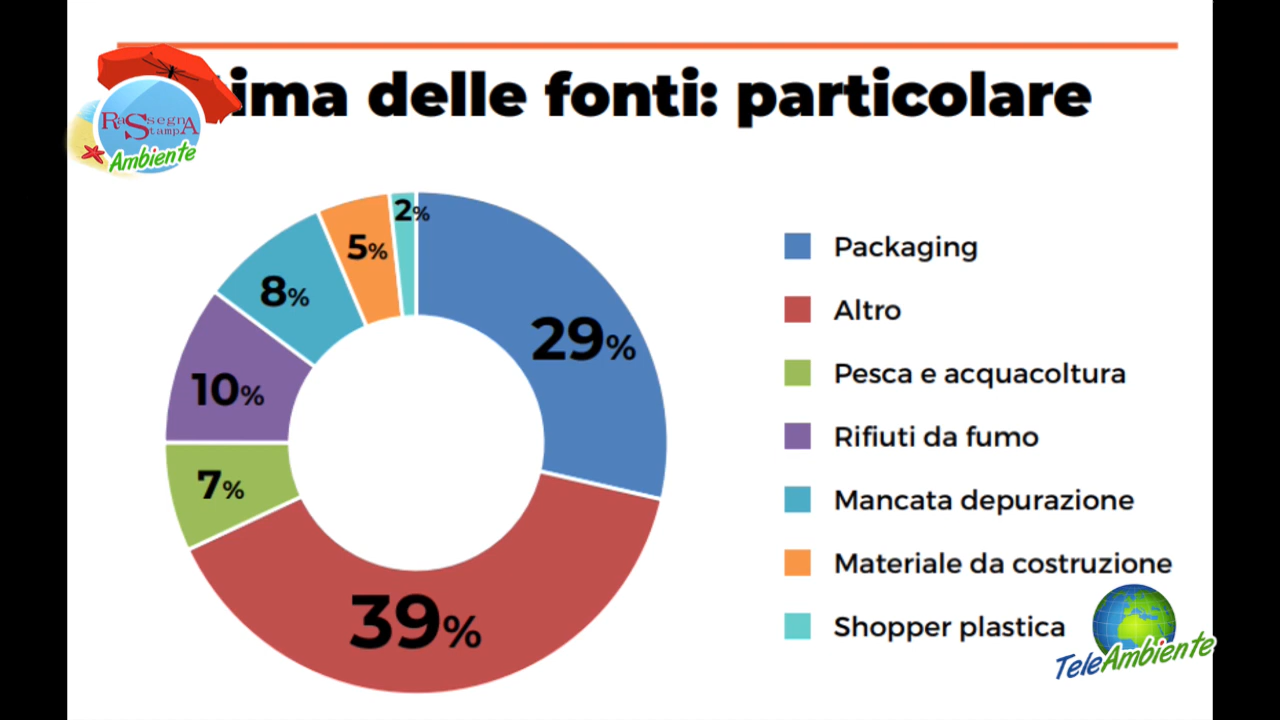 ima delle fonti: particolare
RaSsegnA
StampA
Ambiente
2%
5%
8%
29%
10%
7%
39%
Packaging
Altro
Pesca e acquacoltura
Rifiuti da fumo
Mancata depurazione
Materiale da costruzione
Shopper plastica
TeleAmbiente